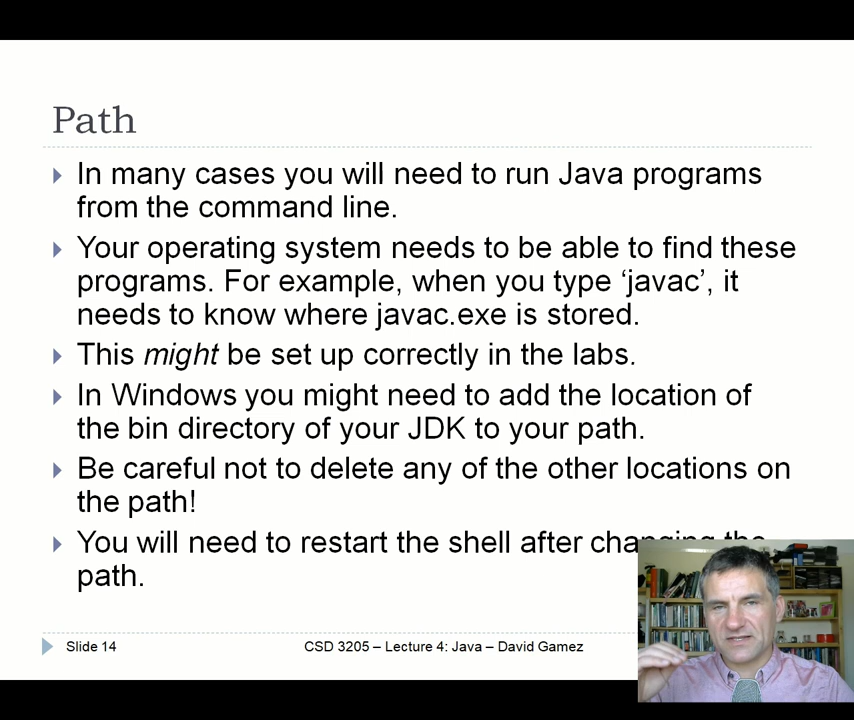 Path
In many cases you will need to run Java programs
from the command line.
Your operating system needs to be able to find these
programs. For example, when you type ‘javac’, it
needs to know where javac.exe is stored.
This might be set up correctly in the labs.
In Windows you might need to add the location of
the bin directory of your JDK to your path.
Be careful not to delete any of the other locations on
the path!
You will need to restart the shell after changing the
path.
Slide 14
CSD 3205 – Lecture 4: Java – David Gamez